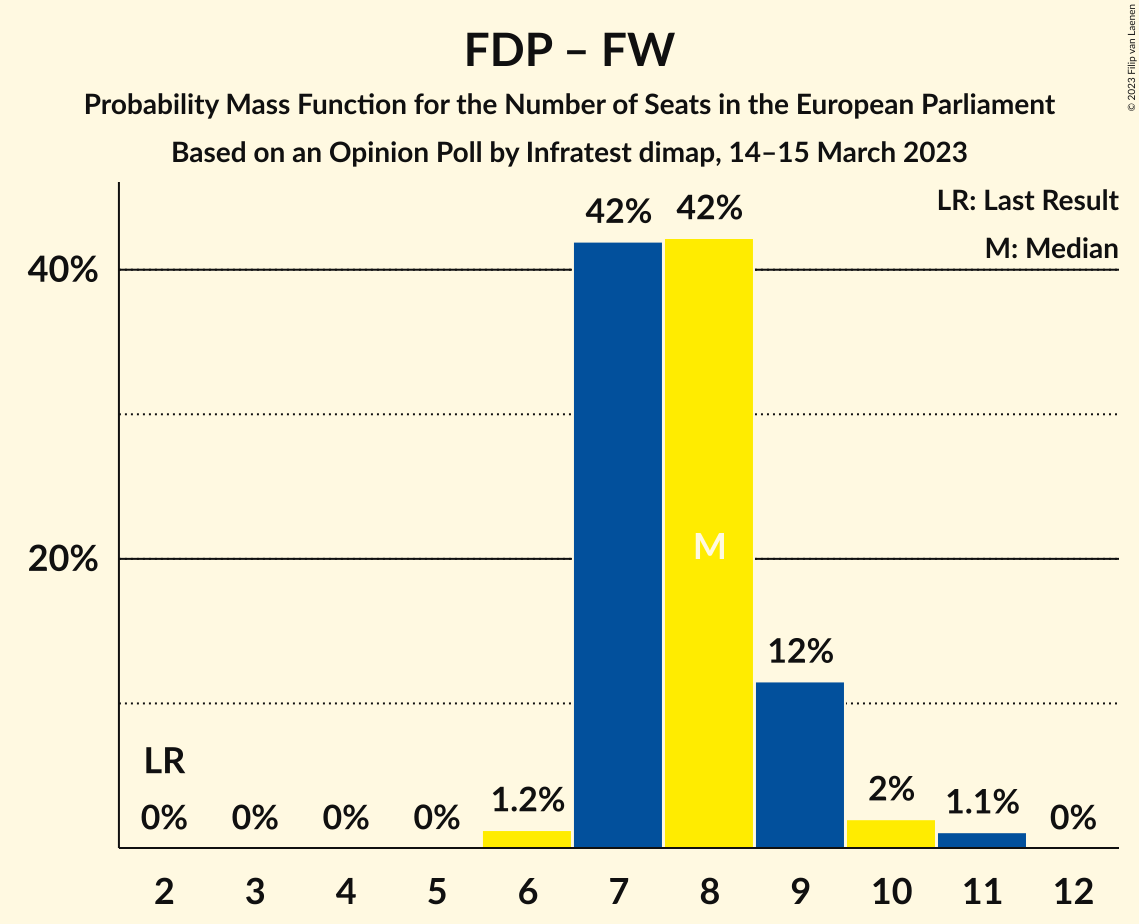 FDP – FW
Probability Mass Function for the Number of Seats in the European Parliament
Based on an Opinion Poll by Infratest dimap, 14–15 March 2023
© 2023 Filip van Laenen
LR: Last Result
M: Median
40%
20%
LR
0%
0%
0%
0%
1.2%
42%
42%
M
12%
2%
1.1%
0%
2 3 4 5 6 7 8 9 10 11 12